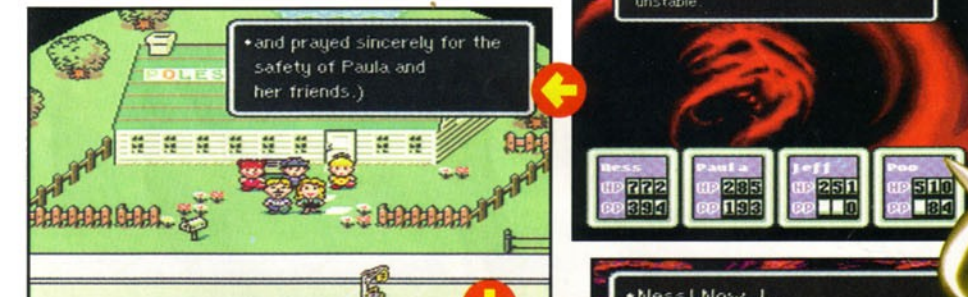 •and prayed sincerely for the
safety of Paula and
her friends.)
POLES
unstable.
Ness
HP 772
PP 394
Paula
HP 285
PP 193
Jeff
HP 251
PP 0
Poo
HP 510
PP 84
•Ness! Now, I